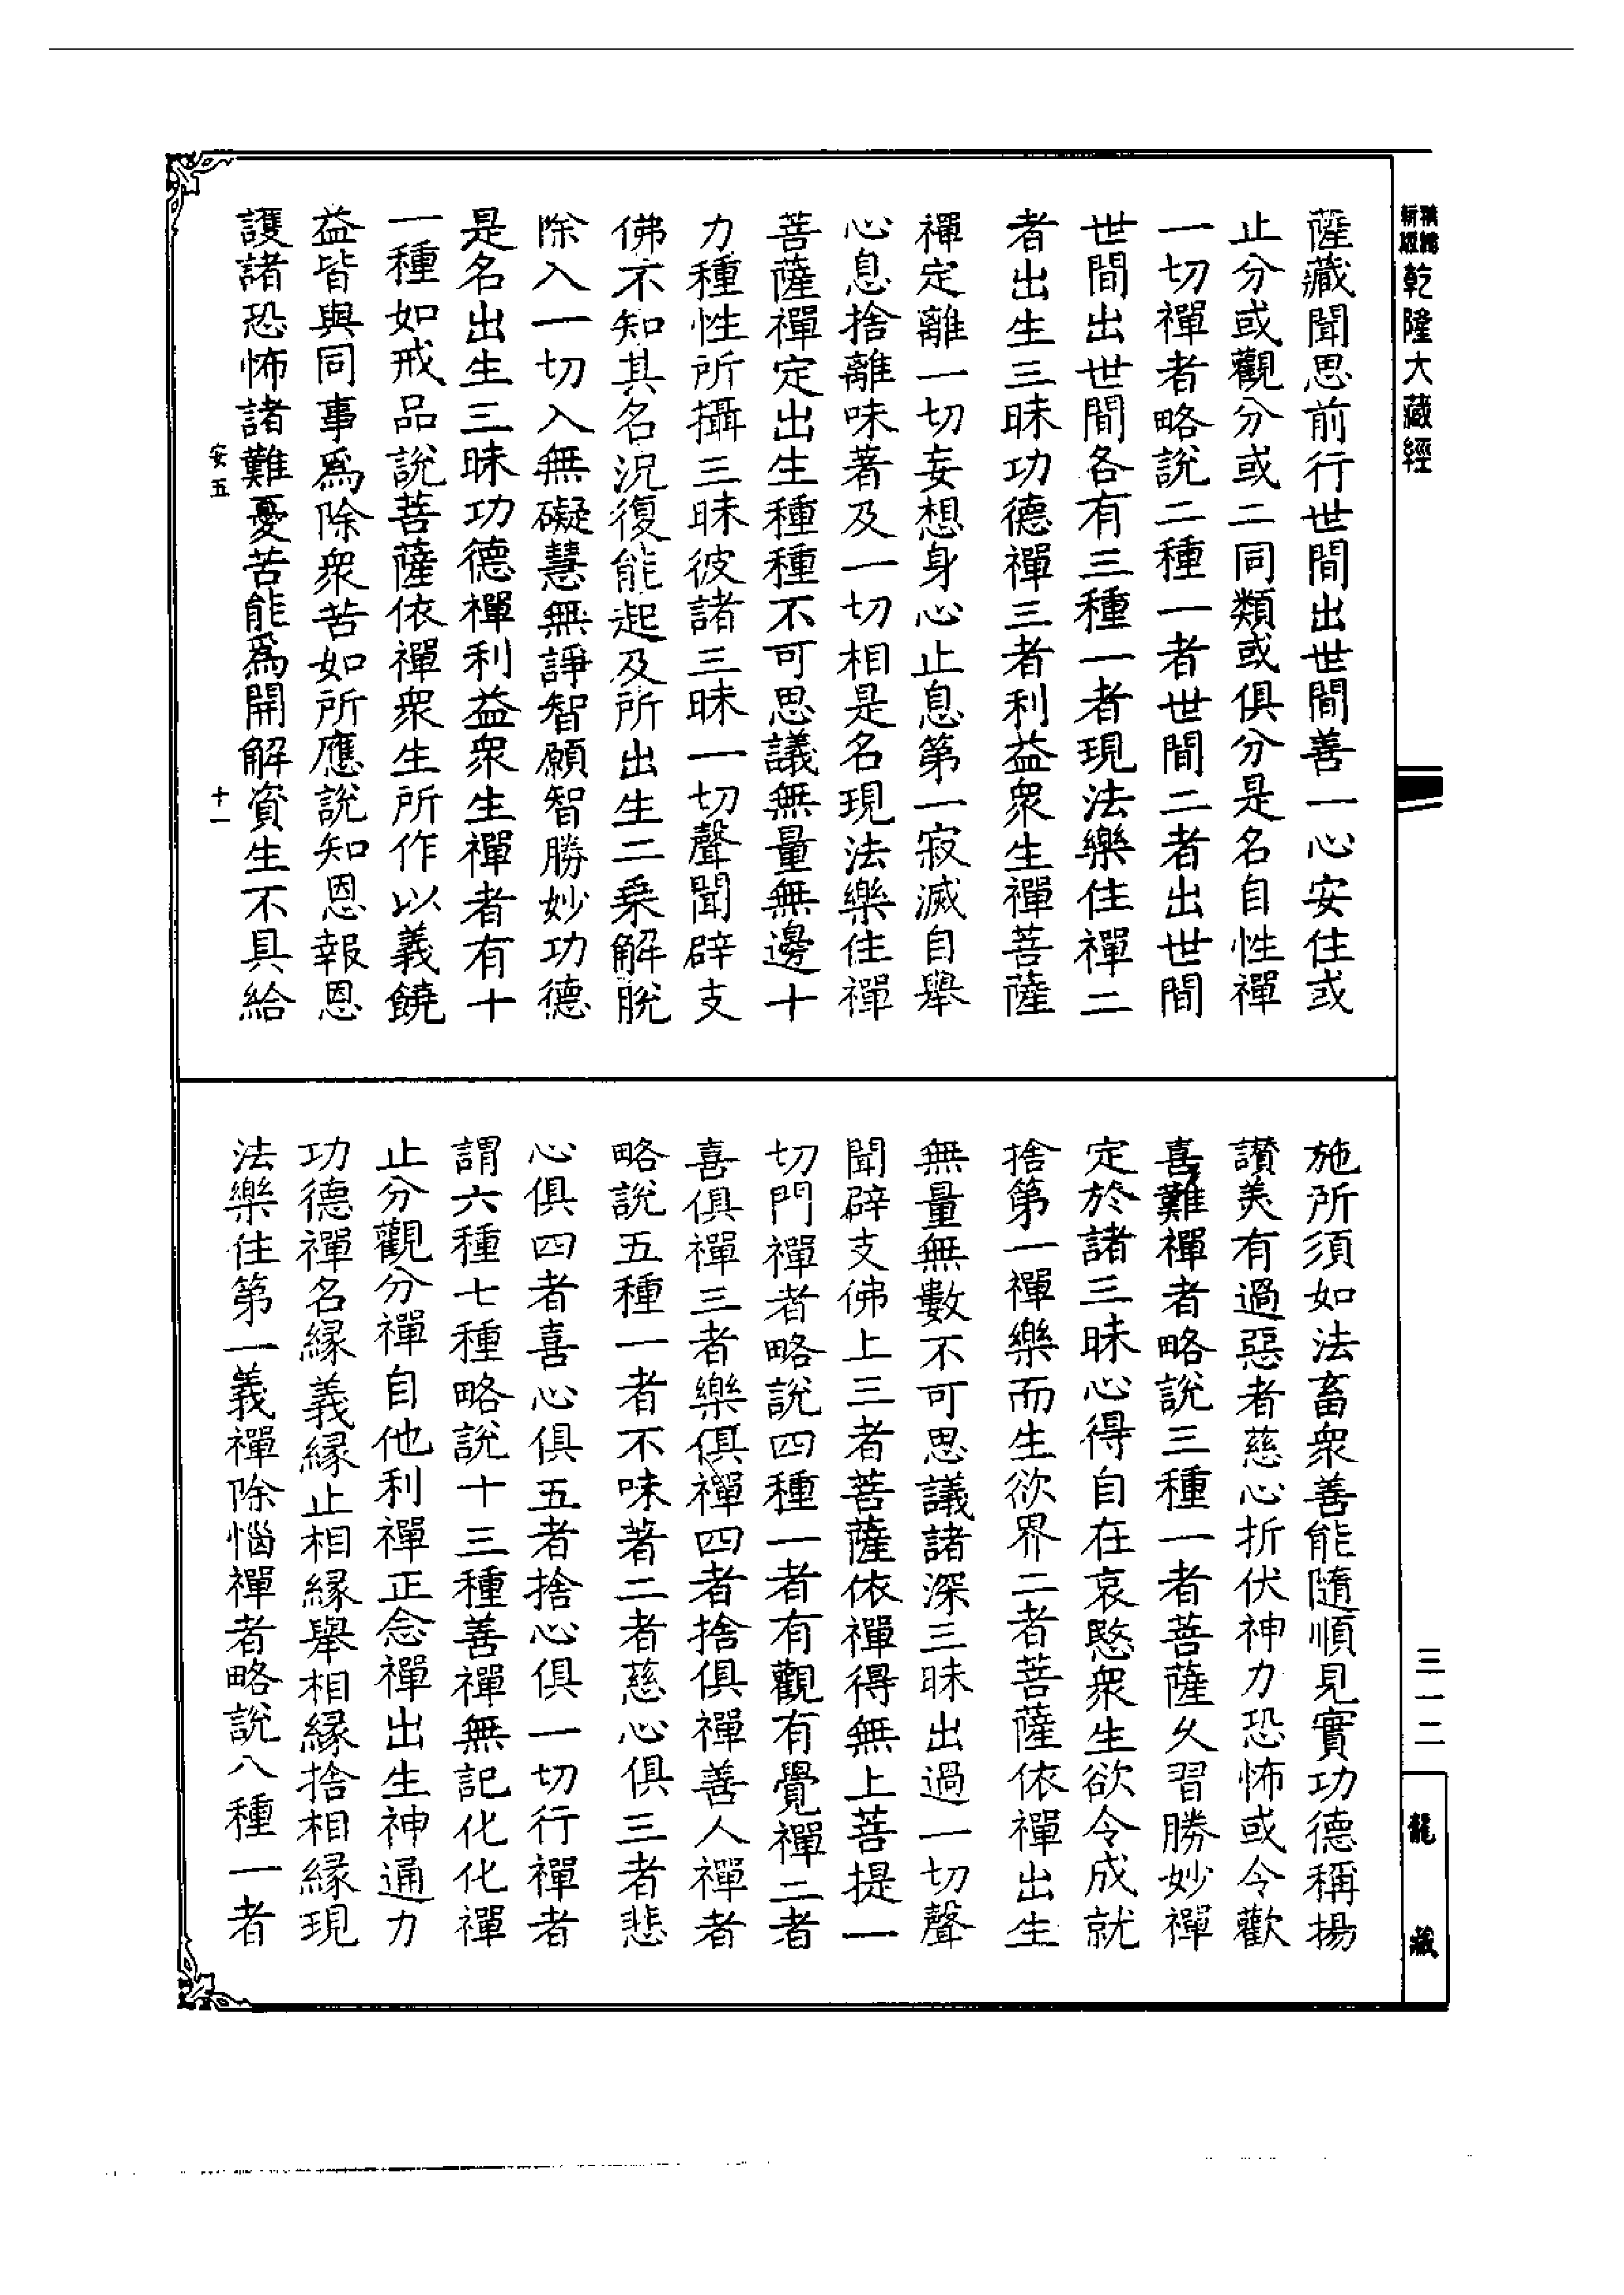 乾隆大藏經
薩藏聞思前行世間出世間善一心安住或
止分或觀分或二同類或俱分是名自性禪
一切禪者略說二種一者世間二者出世間
世間出世間各有三種一者現法樂住禪二
者出生三昧功德禪三者利益眾生禪菩薩
禪定離一切妄想身心止息第一寂滅自舉
心息捨離味著及一切相是名現法樂住禪
菩薩禪定出生種種不可思議無量無邊十
力種性所攝三昧彼諸三昧一切聲聞辟支
佛不知其名況復能起及所出生二乘解脫
除入一切入無礙慧無諍智願智勝妙功德
是名出生三昧功德禪利益眾生禪者有十
一種如戒品說菩薩依禪眾生所作以義饒
益皆與同事為除眾苦如所應說知恩報恩
護諸恐怖諸難憂苦能為開解資生不具給
安五
十一
施所須如法畜眾善能隨順見實功德稱揚
讚美有過惡者慈心折伏神力恐怖或令歡
喜難禪者略說三種一者菩薩久習勝妙禪
定於諸三昧心得自在哀愍眾生欲令成就
捨第一禪樂而生欲界二者菩薩依禪出生
無量無數不可思議諸深三昧出過一切聲
聞辟支佛上三者菩薩依禪得無上菩提一
切門禪者略說四種一者有觀有覺禪二者
喜俱禪三者樂俱禪四者捨俱禪善人禪者
略說五種一者不味著二者慈心俱三者悲
心俱四者喜心俱五者捨心俱一切行禪者
謂六種七種略說十三種善禪無記化化禪
止分觀分禪自他利禪正念禪出生神通力
功德禪名緣義緣止相緣舉相緣捨相緣現
法樂住第一義禪除惱禪者略說八種一者
三一二
龍藏